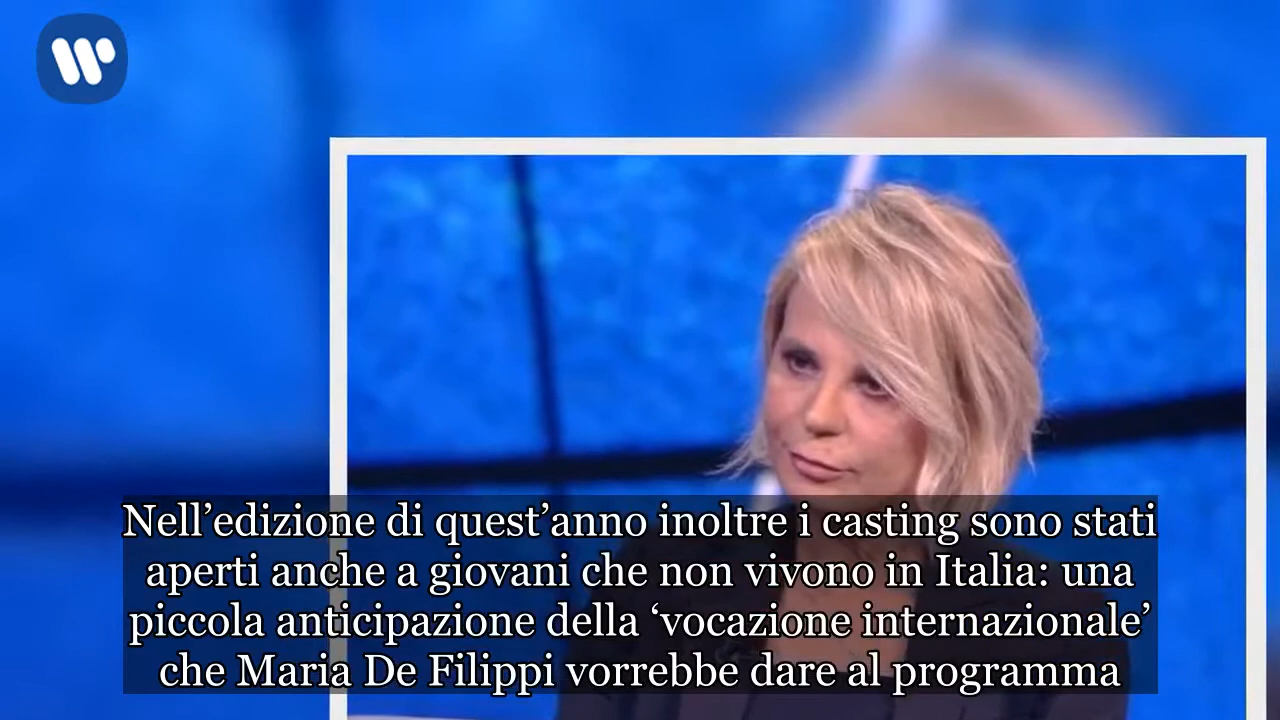 Nell’edizione di quest’anno inoltre i casting sono stati
aperti anche a giovani che non vivono in Italia: una
piccola anticipazione della ‘vocazione internazionale’
che Maria De Filippi vorrebbe dare al programma